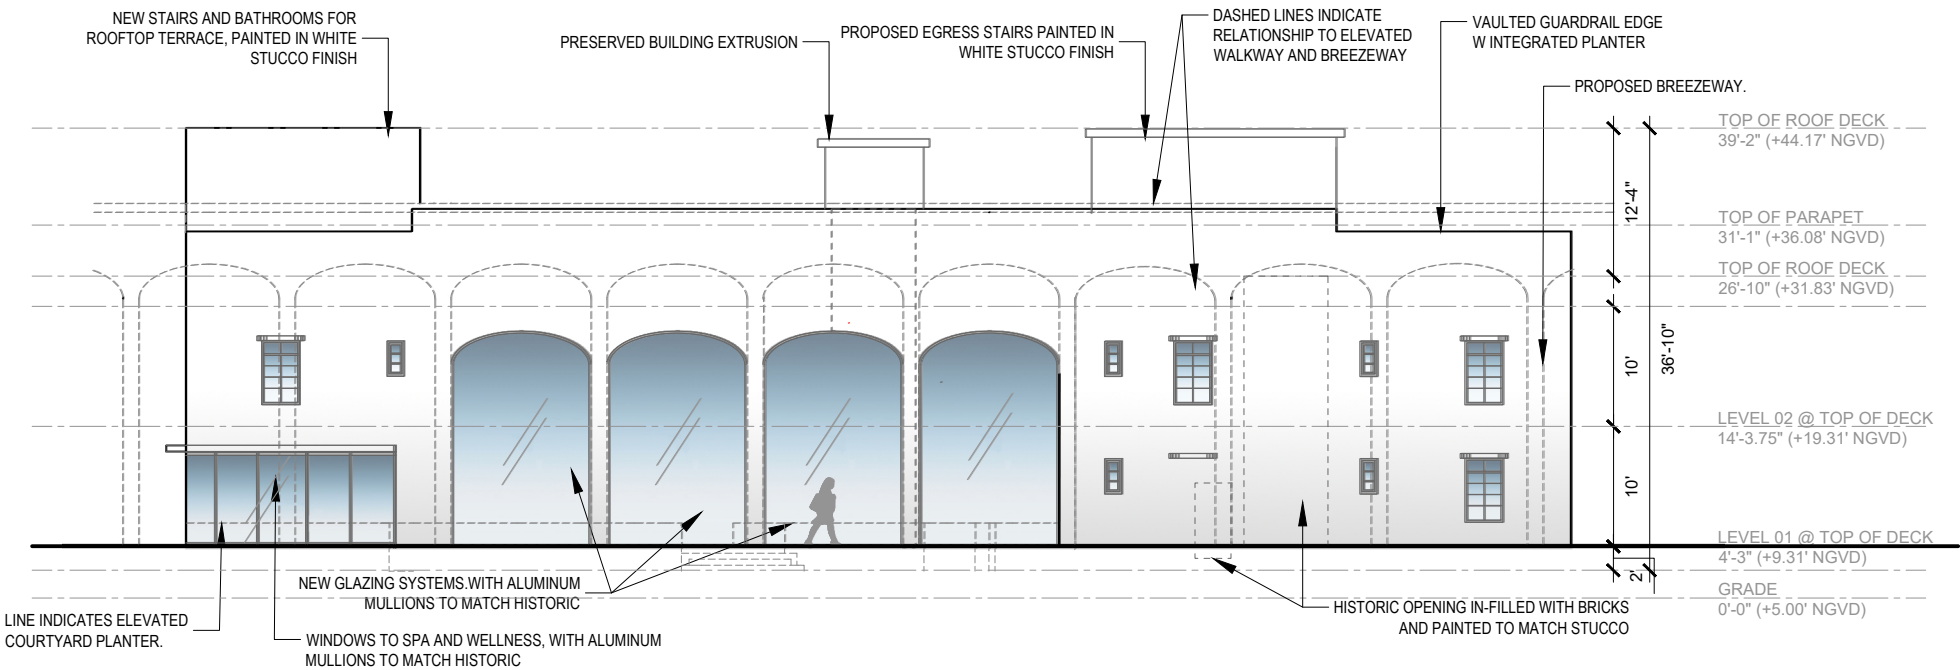 NEW STAIRS AND BATHROOMS FOR
ROOFTOP TERRACE, PAINTED IN WHITE
STUCCO FINISH
PRESERVED BUILDING EXTRUSION
PROPOSED EGRESS STAIRS PAINTED IN
WHITE STUCCO FINISH
DASHED LINES INDICATE
RELATIONSHIP TO ELEVATED
WALKWAY AND BREEZEWAY
VAULTED GUARDRAIL EDGE
W INTEGRATED PLANTER
PROPOSED BREEZEWAY.
TOP OF ROOF DECK
39'-2" (+44.17' NGVD)
12'-4"
TOP OF PARAPET
31'-1" (+36.08' NGVD)
TOP OF ROOF DECK
26'-10" (+31.83' NGVD)
10'
36'-10"
LEVEL 02 @ TOP OF DECK
14'-3.75" (+19.31' NGVD)
10'
LEVEL 01 @ TOP OF DECK
4'-3" (+9.31' NGVD)
2'
GRADE
0'-0" (+5.00' NGVD)
NEW GLAZING SYSTEMS.WITH ALUMINUM
MULLIONS TO MATCH HISTORIC
LINE INDICATES ELEVATED
COURTYARD PLANTER.
WINDOWS TO SPA AND WELLNESS, WITH ALUMINUM
MULLIONS TO MATCH HISTORIC
HISTORIC OPENING IN-FILLED WITH BRICKS
AND PAINTED TO MATCH STUCCO